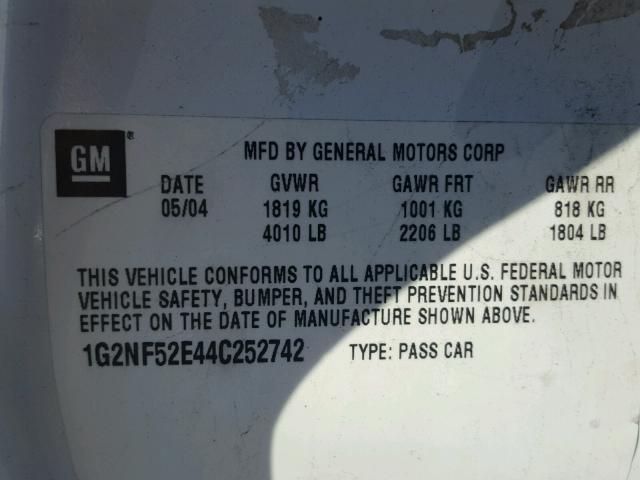 GM ®
MFD BY GENERAL MOTORS CORP
DATE GVWR GAWR FRT GAWR RR
05/04 1819 KG 1001 KG 818 KG
4010 LB 2206 LB 1804 LB
THIS VEHICLE CONFORMS TO ALL APPLICABLE U.S. FEDERAL MOTOR
VEHICLE SAFETY, BUMPER, AND THEFT PREVENTION STANDARDS IN
EFFECT ON THE DATE OF MANUFACTURE SHOWN ABOVE.
1G2NF52E44C252742 TYPE: PASS CAR